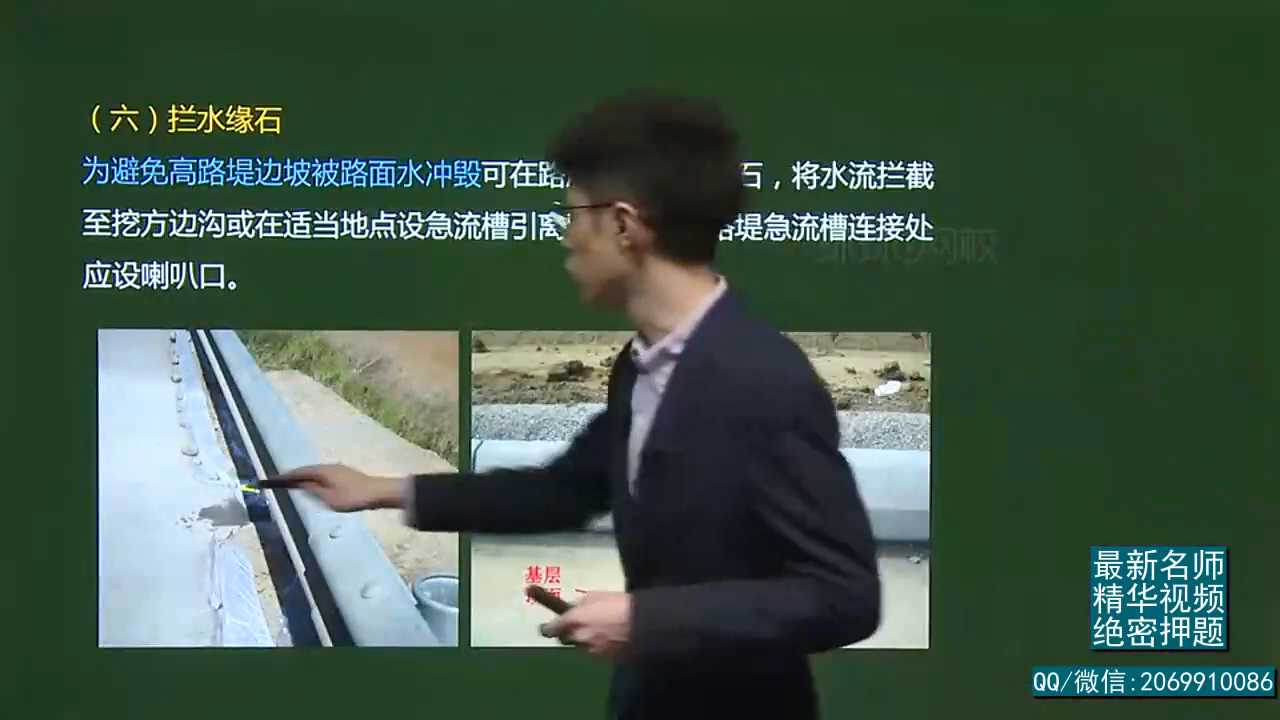 （六）拦水缘石
为避免高路堤边坡被路面水冲毁可在路 石，将水流拦截
至挖方边沟或在适当地点设急流槽引离 路堤急流槽连接处
应设喇叭口。
基层
最新名师
精华视频
绝密押题
QQ/微信:2069910086